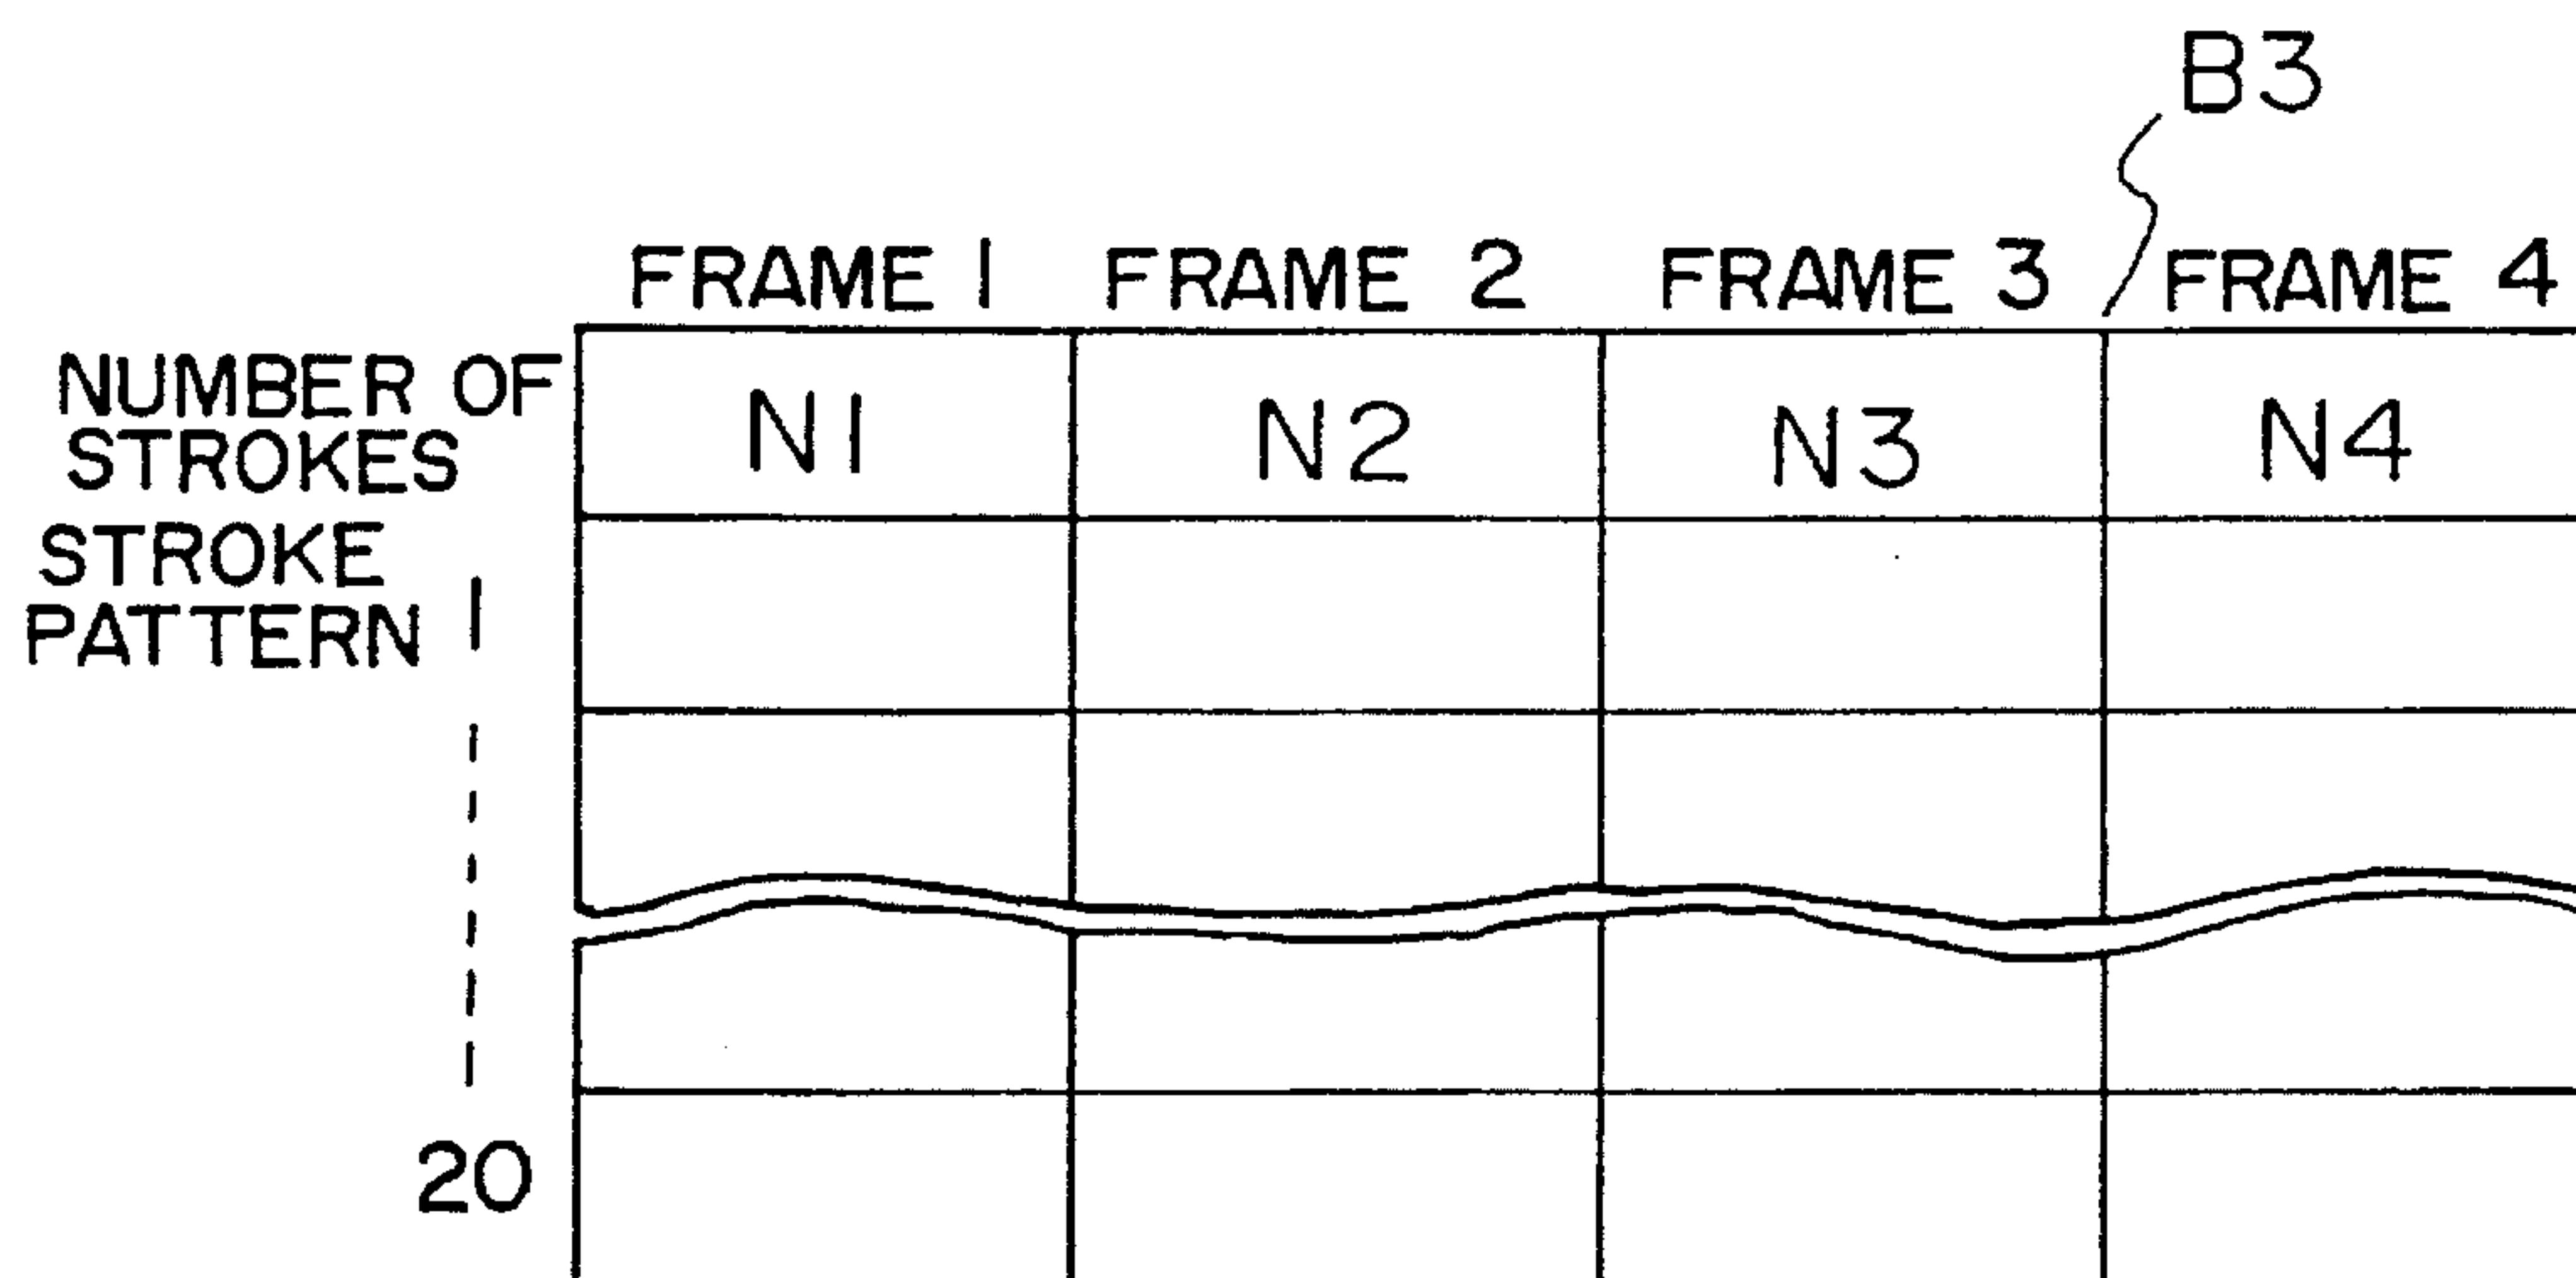 B3
FRAME 1 FRAME 2 FRAME 3 FRAME 4
NUMBER OF
STROKES
N1 N2 N3 N4
STROKE
PATTERN 1
20